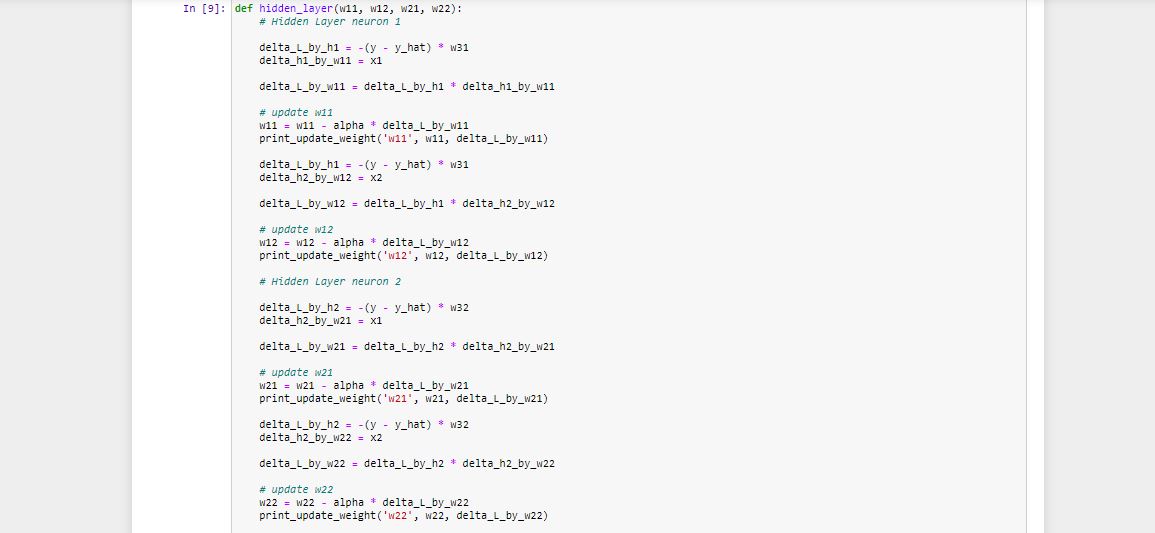 In [9]: def hidden_layer(w11, w12, w21, w22):
# Hidden Layer neuron 1
delta_L_by_h1 = -(y - y_hat) * w31
delta_h1_by_w11 = x1
delta_L_by_w11 = delta_L_by_h1 * delta_h1_by_w11
# update w11
w11 = w11 - alpha * delta_L_by_w11
print_update_weight('w11', w11, delta_L_by_w11)
delta_L_by_h1 = -(y - y_hat) * w31
delta_h2_by_w12 = x2
delta_L_by_w12 = delta_L_by_h1 * delta_h2_by_w12
# update w12
w12 = w12 - alpha * delta_L_by_w12
print_update_weight('w12', w12, delta_L_by_w12)
# Hidden Layer neuron 2
delta_L_by_h2 = -(y - y_hat) * w32
delta_h2_by_w21 = x1
delta_L_by_w21 = delta_L_by_h2 * delta_h2_by_w21
# update w21
w21 = w21 - alpha * delta_L_by_w21
print_update_weight('w21', w21, delta_L_by_w21)
delta_L_by_h2 = -(y - y_hat) * w32
delta_h2_by_w22 = x2
delta_L_by_w22 = delta_L_by_h2 * delta_h2_by_w22
# update w22
w22 = w22 - alpha * delta_L_by_w22
print_update_weight('w22', w22, delta_L_by_w22)